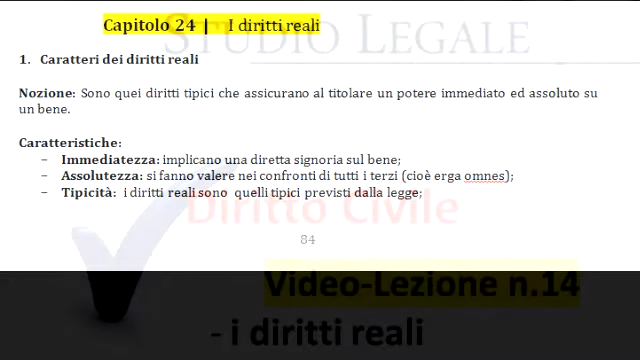 STUDIO LEGALE
Capitolo 24 | I diritti reali
1. Caratteri dei diritti reali
Nozione: Sono quei diritti tipici che assicurano al titolare un potere immediato ed assoluto su
un bene.
Caratteristiche:
– Immediatezza: implicano una diretta signoria sul bene;
– Assolutezza: si fanno valere nei confronti di tutti i terzi (cioè erga omnes);
– Tipicità: i diritti reali sono quelli tipici previsti dalla legge;
Diritto Civile
84
Video-Lezione n.14
- i diritti reali